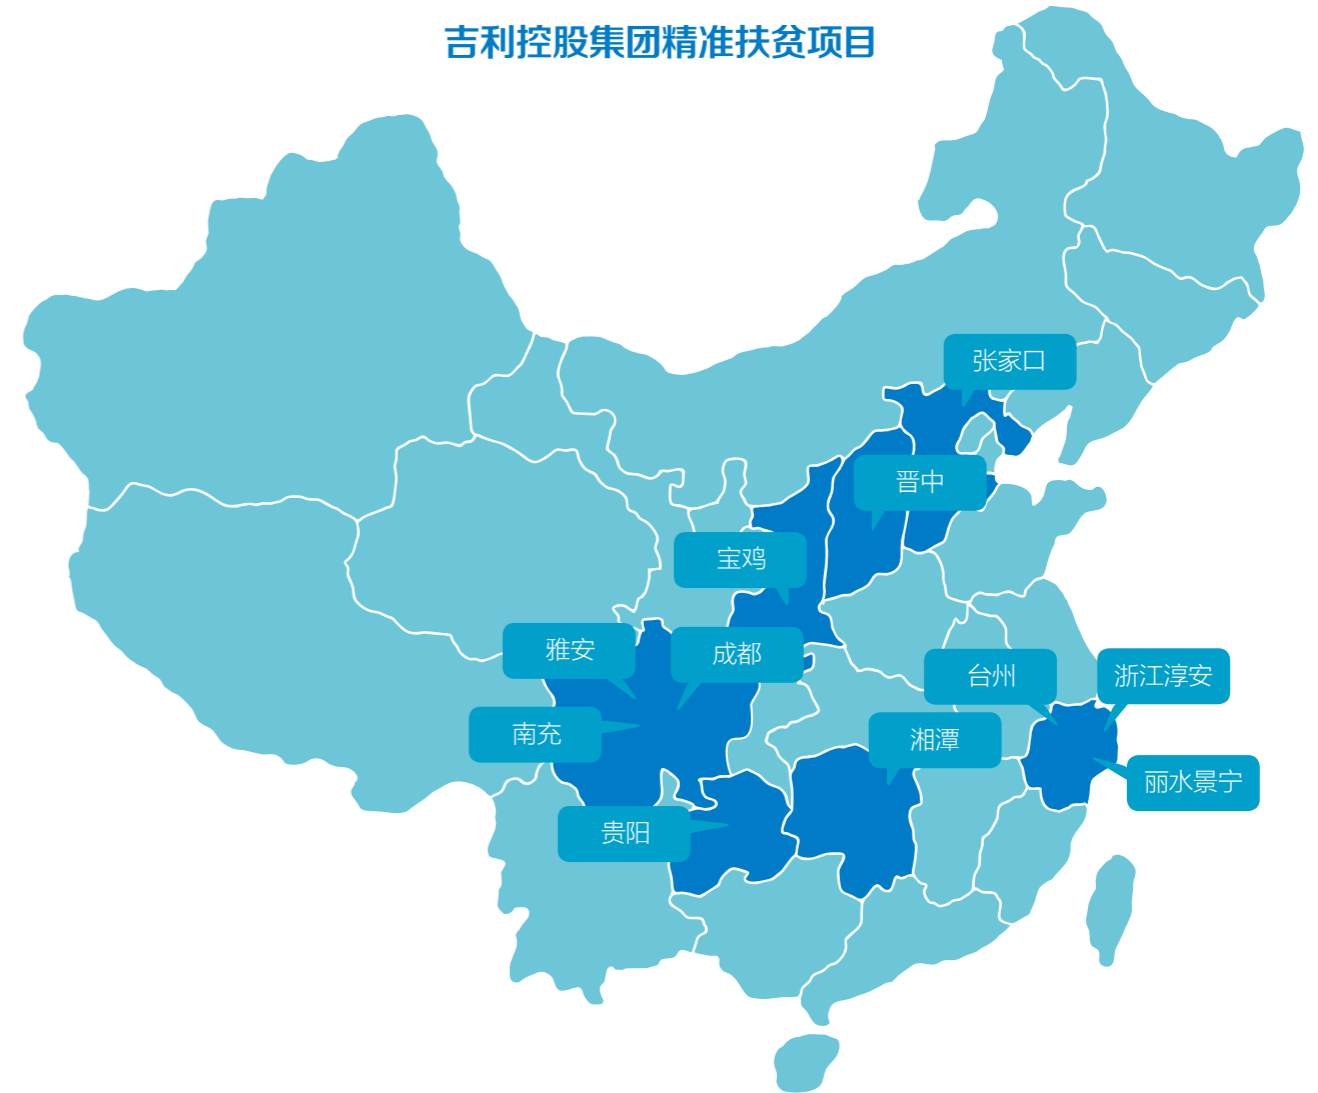 吉利控股集团精准扶贫项目
张家口
晋中
宝鸡
雅安
成都
台州
浙江淳安
南充
湘潭
丽水景宁
贵阳